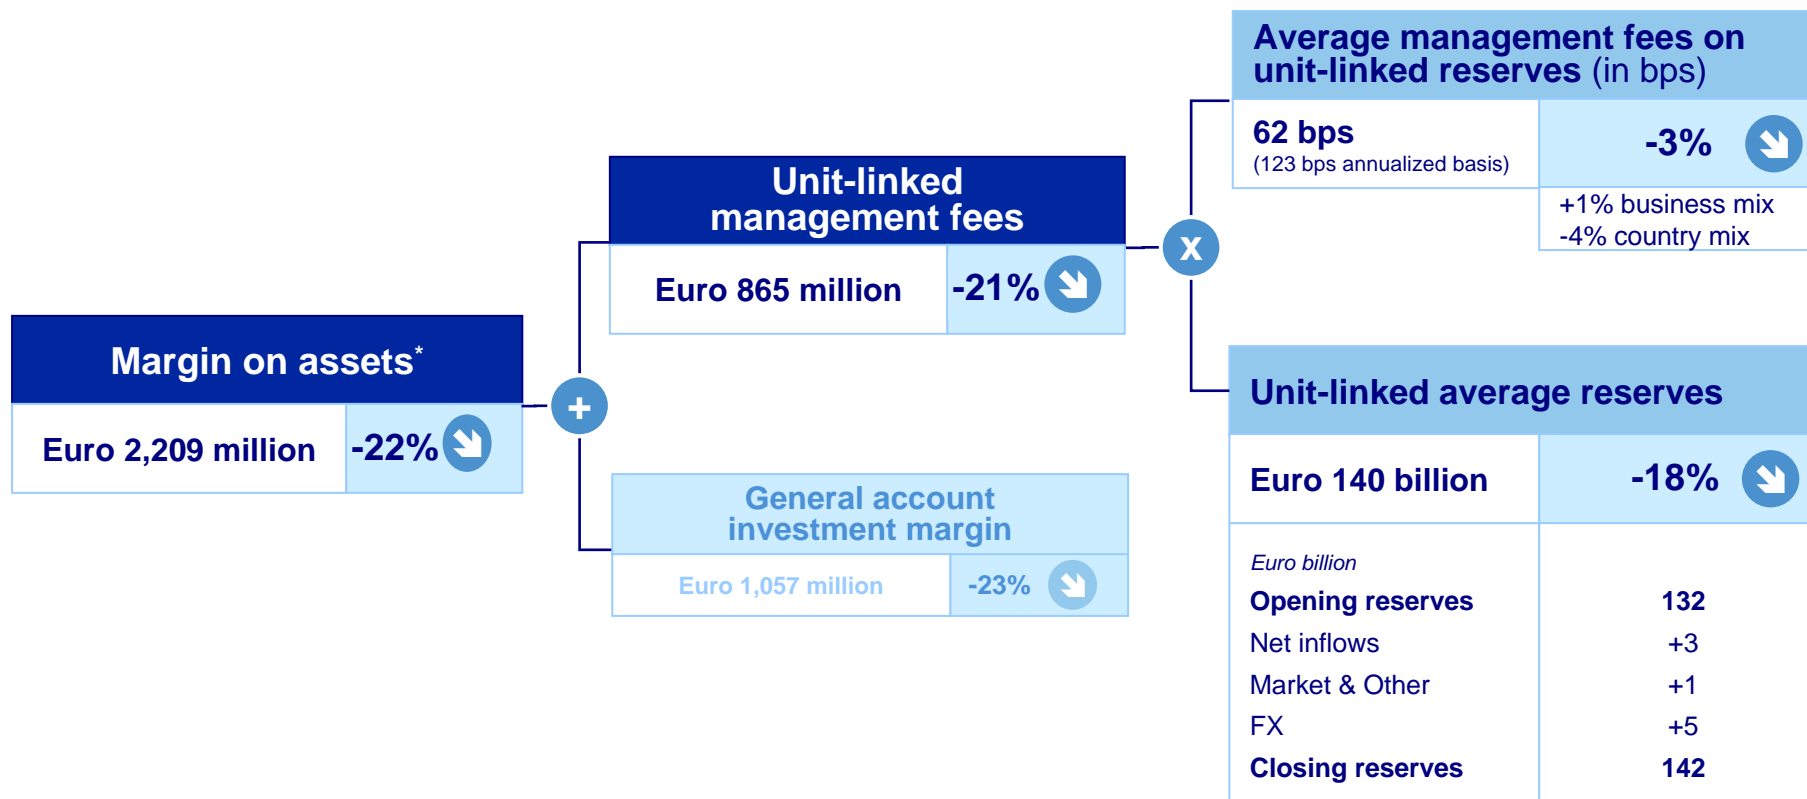 Margin on assets*
Euro 2,209 million -22%
+
Unit-linked
management fees
Euro 865 million -21%
General account
investment margin
Euro 1,057 million -23%
x
Average management fees on
unit-linked reserves (in bps)
62 bps
(123 bps annualized basis)
-3%
+1% business mix
-4% country mix
Unit-linked average reserves
Euro 140 billion -18%
Euro billion
Opening reserves 132
Net inflows +3
Market & Other +1
FX +5
Closing reserves 142